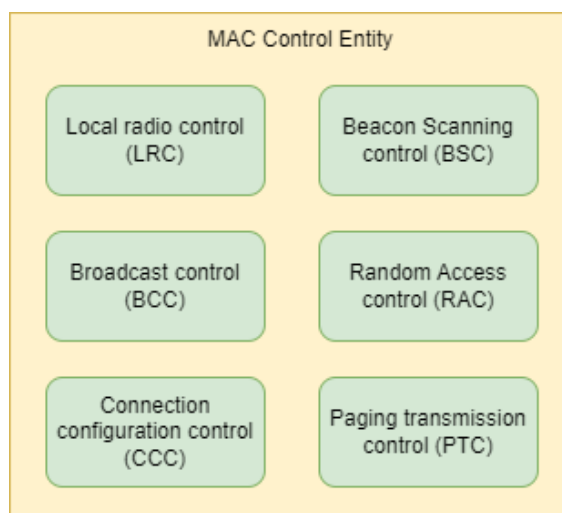 MAC Control Entity
Local radio control
(LRC)
Beacon Scanning
control (BSC)
Broadcast control
(BCC)
Random Access
control (RAC)
Connection
configuration control
(CCC)
Paging transmission
control (PTC)